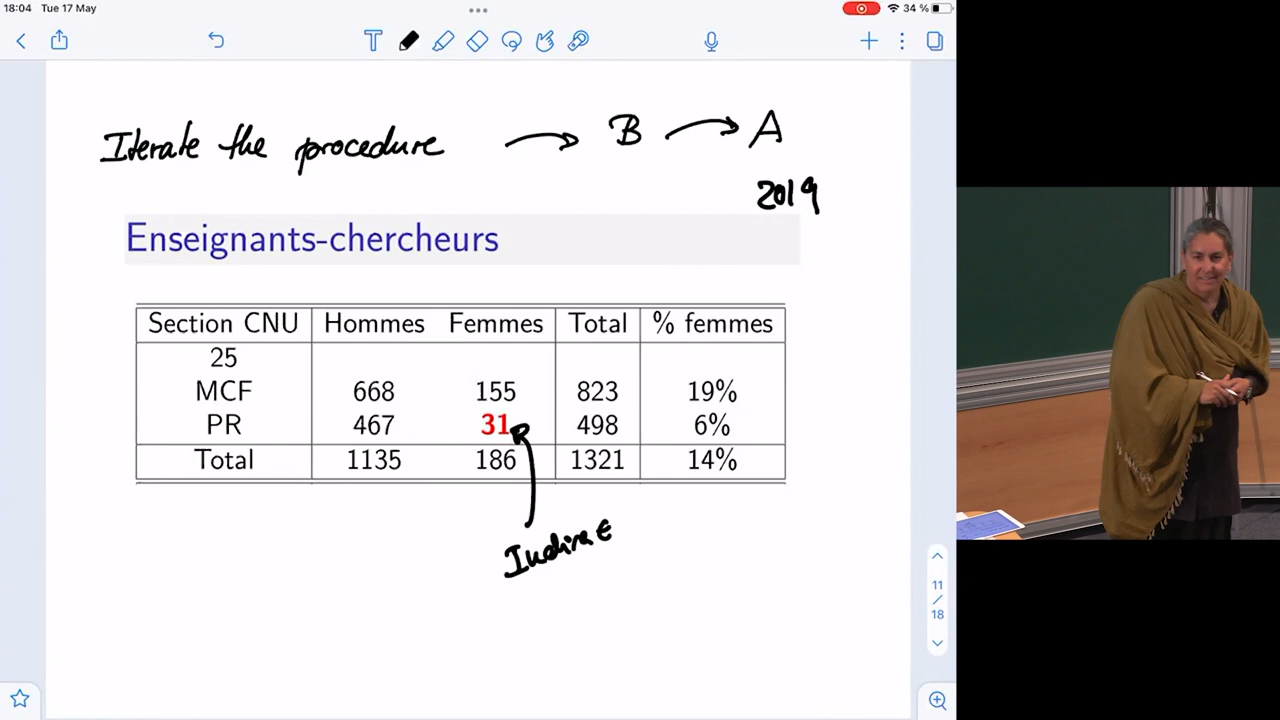 18:04 Tue 17 May
34 %
Iterate the procedure → B → A
2019
Enseignants-chercheurs
Section CNU Hommes Femmes Total % femmes
25
MCF 668 155 823 19%
PR 467 31 498 6%
Total 1135 186 1321 14%
Indira ∈
11
/
18